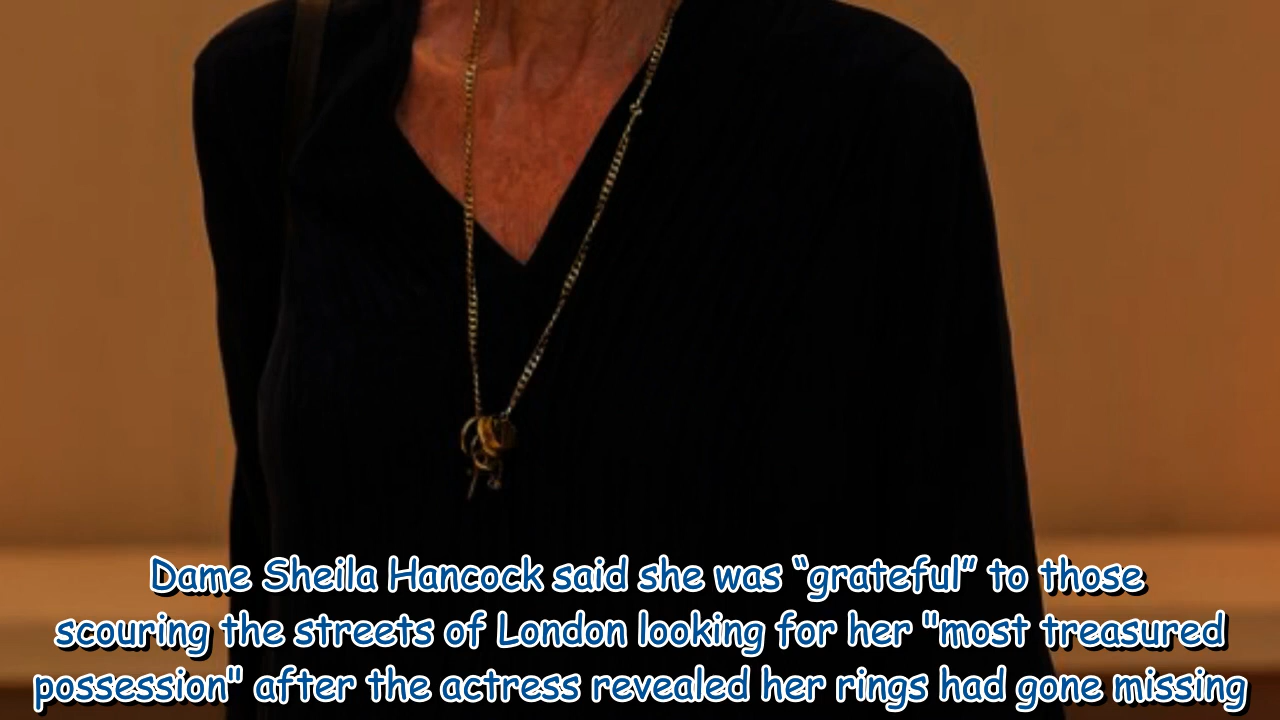 Dame Sheila Hancock said she was “grateful” to those
scouring the streets of London looking for her "most treasured
possession" after the actress revealed her rings had gone missing